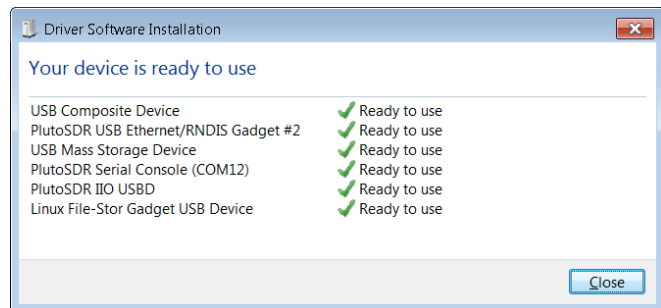 Driver Software Installation
Your device is ready to use
USB Composite Device Ready to use
PlutoSDR USB Ethernet/RNDIS Gadget #2 Ready to use
USB Mass Storage Device Ready to use
PlutoSDR Serial Console (COM12) Ready to use
PlutoSDR IIO USBD Ready to use
Linux File-Stor Gadget USB Device Ready to use
Close